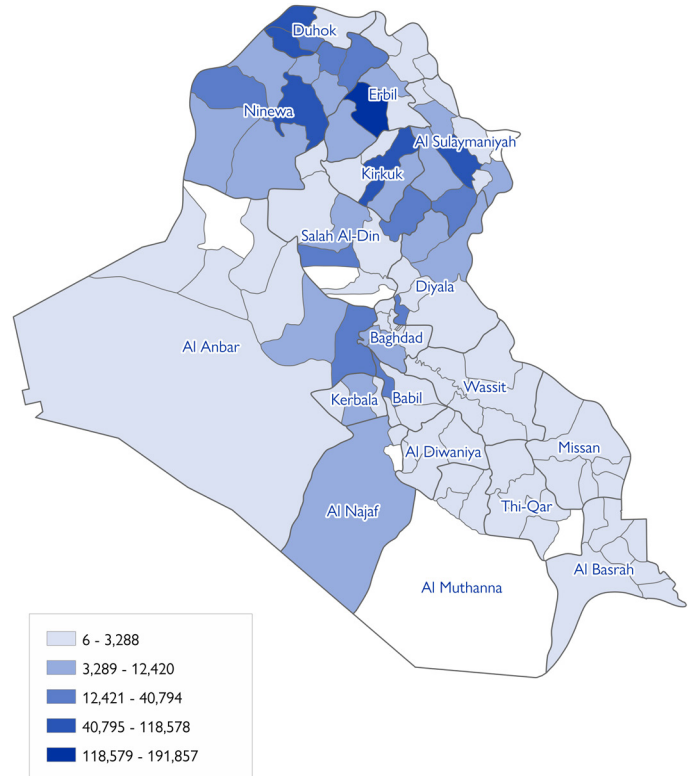 Duhok
Erbil
Ninewa
Al Sulaymaniyah
Kirkuk
Salah Al-Din
Diyala
Al Anbar
Baghdad
Wassit
Kerbala
Babil
Missan
Al Diwaniya
Thi-Qar
Al Najaf
Al Basrah
Al Muthanna
6 - 3,288
3,289 - 12,420
12,421 - 40,794
40,795 - 118,578
118,579 - 191,857